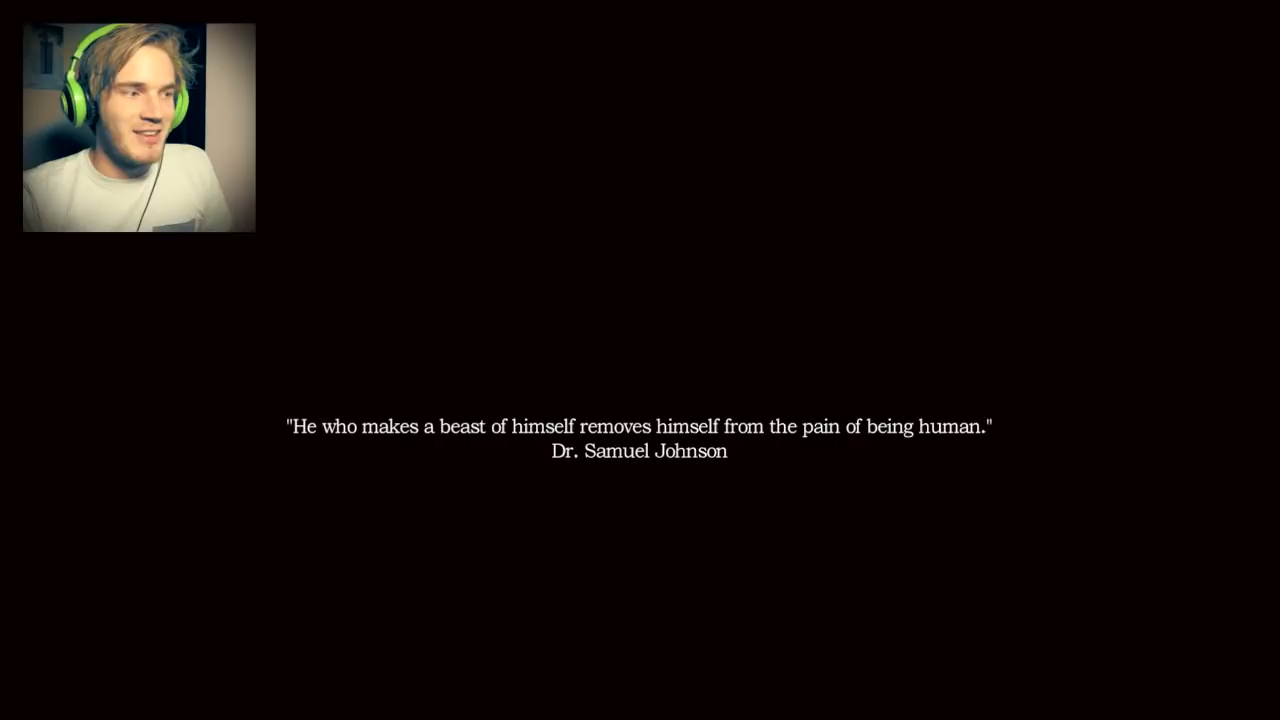 "He who makes a beast of himself removes himself from the pain of being human."
Dr. Samuel Johnson